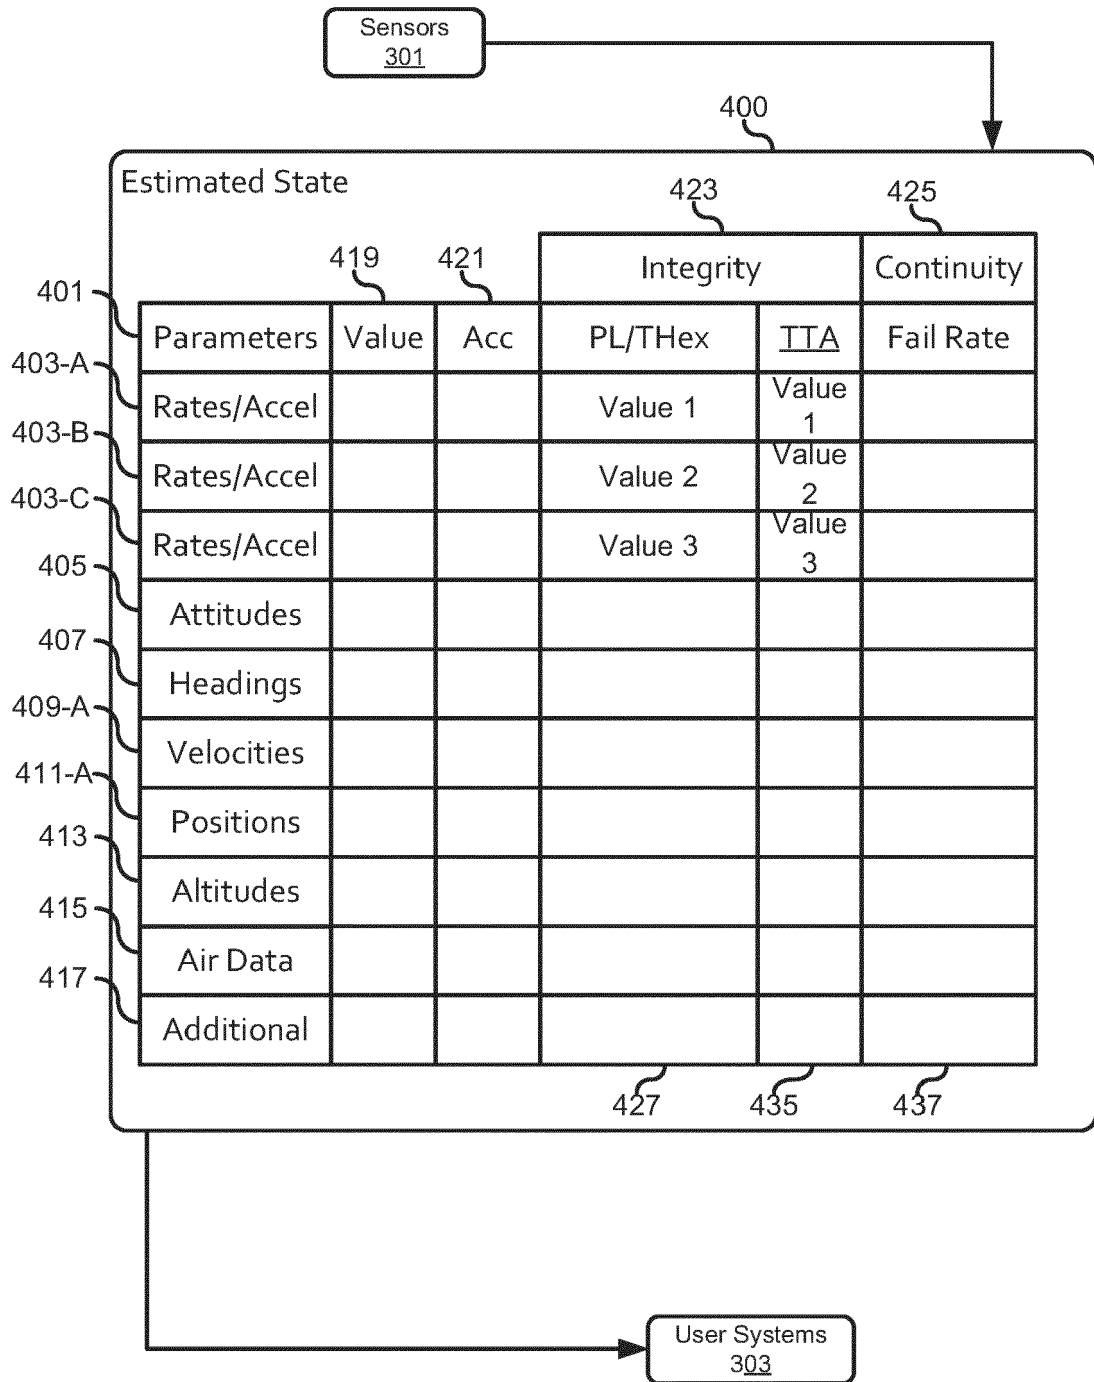 Sensors
301
400
Estimated State
423
425
419
421
Integrity
Continuity
401
Parameters
Value
Acc
PL/THex
TTA
Fail Rate
403-A
Rates/Accel
Value 1
Value
1
403-B
Rates/Accel
Value 2
Value
2
403-C
Rates/Accel
Value 3
Value
3
405
Attitudes
407
Headings
409-A
Velocities
411-A
Positions
413
Altitudes
415
Air Data
417
Additional
427
435
437
User Systems
303